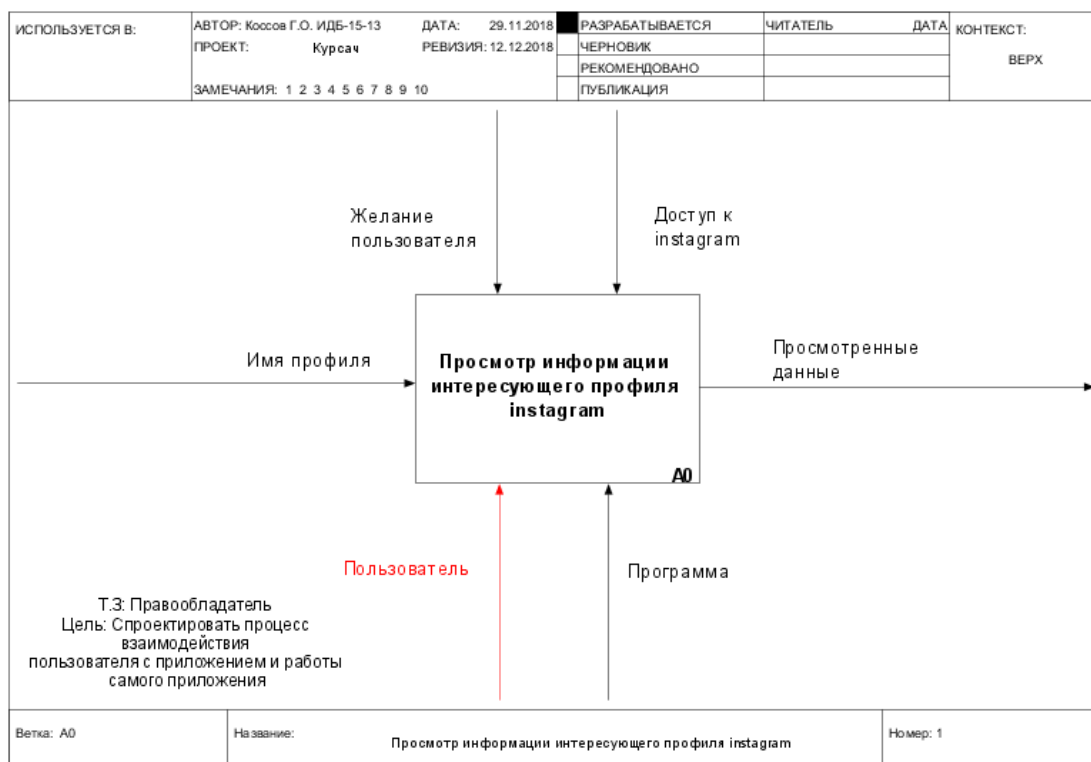 ИСПОЛЬЗУЕТСЯ В:
АВТОР: Коссов Г.О. ИДБ-15-13
ДАТА: 29.11.2018
ПРОЕКТ: Курсач
РЕВИЗИЯ: 12.12.2018
ЗАМЕЧАНИЯ: 1 2 3 4 5 6 7 8 9 10
РАЗРАБАТЫВАЕТСЯ
ЧЕРНОВИК
РЕКОМЕНДОВАНО
ПУБЛИКАЦИЯ
ЧИТАТЕЛЬ
ДАТА
КОНТЕКСТ:
ВЕРХ
Желание
пользователя
Доступ к
instagram
Имя профиля
Просмотр информации
интересующего профиля
instagram
A0
Просмотренные
данные
Пользователь
Программа
Т.З: Правообладатель
Цель: Спроектировать процесс
взаимодействия
пользователя с приложением и работы
самого приложения
Ветка: A0
Название:
Просмотр информации интересующего профиля instagram
Номер: 1